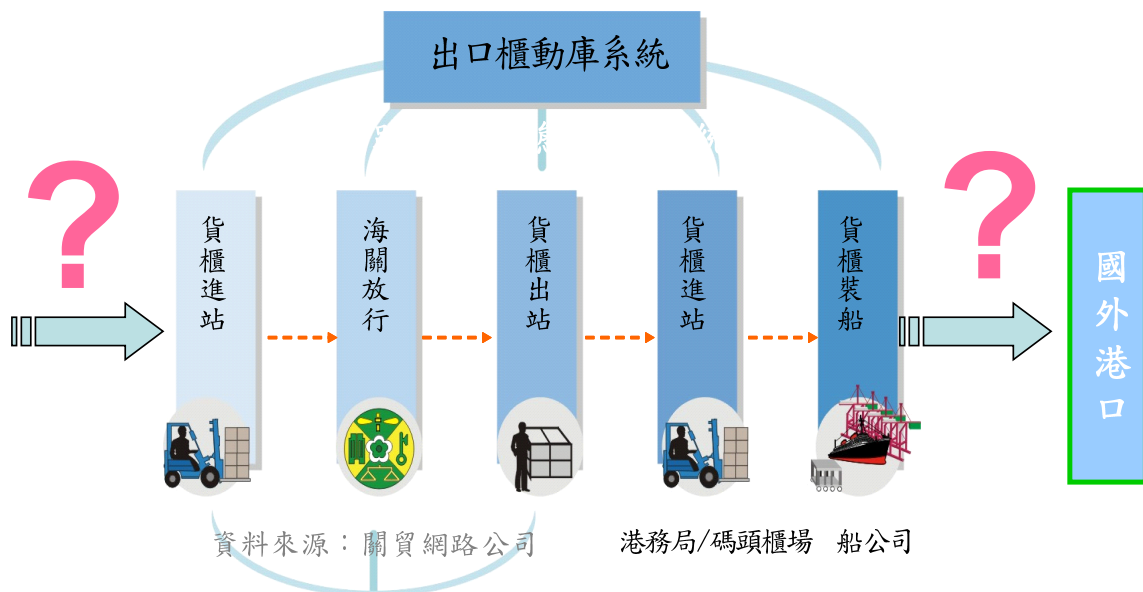 出口櫃動庫系統
?
?
貨櫃進站
海關放行
貨櫃出站
貨櫃進站
貨櫃裝船
國外港口
資料來源：關貿網路公司
港務局/碼頭櫃場 船公司